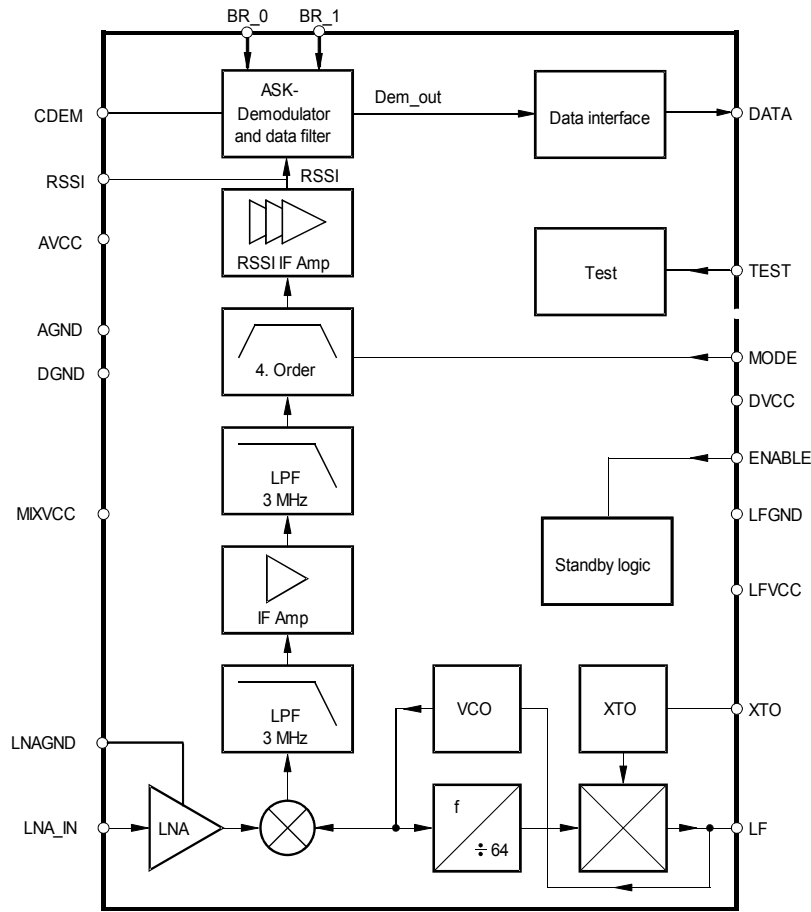 BR_0
BR_1
CDEM
ASK-
Demodulator
and data filter
Dem_out
Data interface
DATA
RSSI
RSSI
AVCC
RSSI IF Amp
Test
TEST
AGND
DGND
4. Order
MODE
DVCC
LPF
3 MHz
ENABLE
MIXVCC
LFGND
Standby logic
IF Amp
LFVCC
LPF
3 MHz
VCO
XTO
XTO
LNAGND
LNA_IN
LNA
f
÷ 64
LF